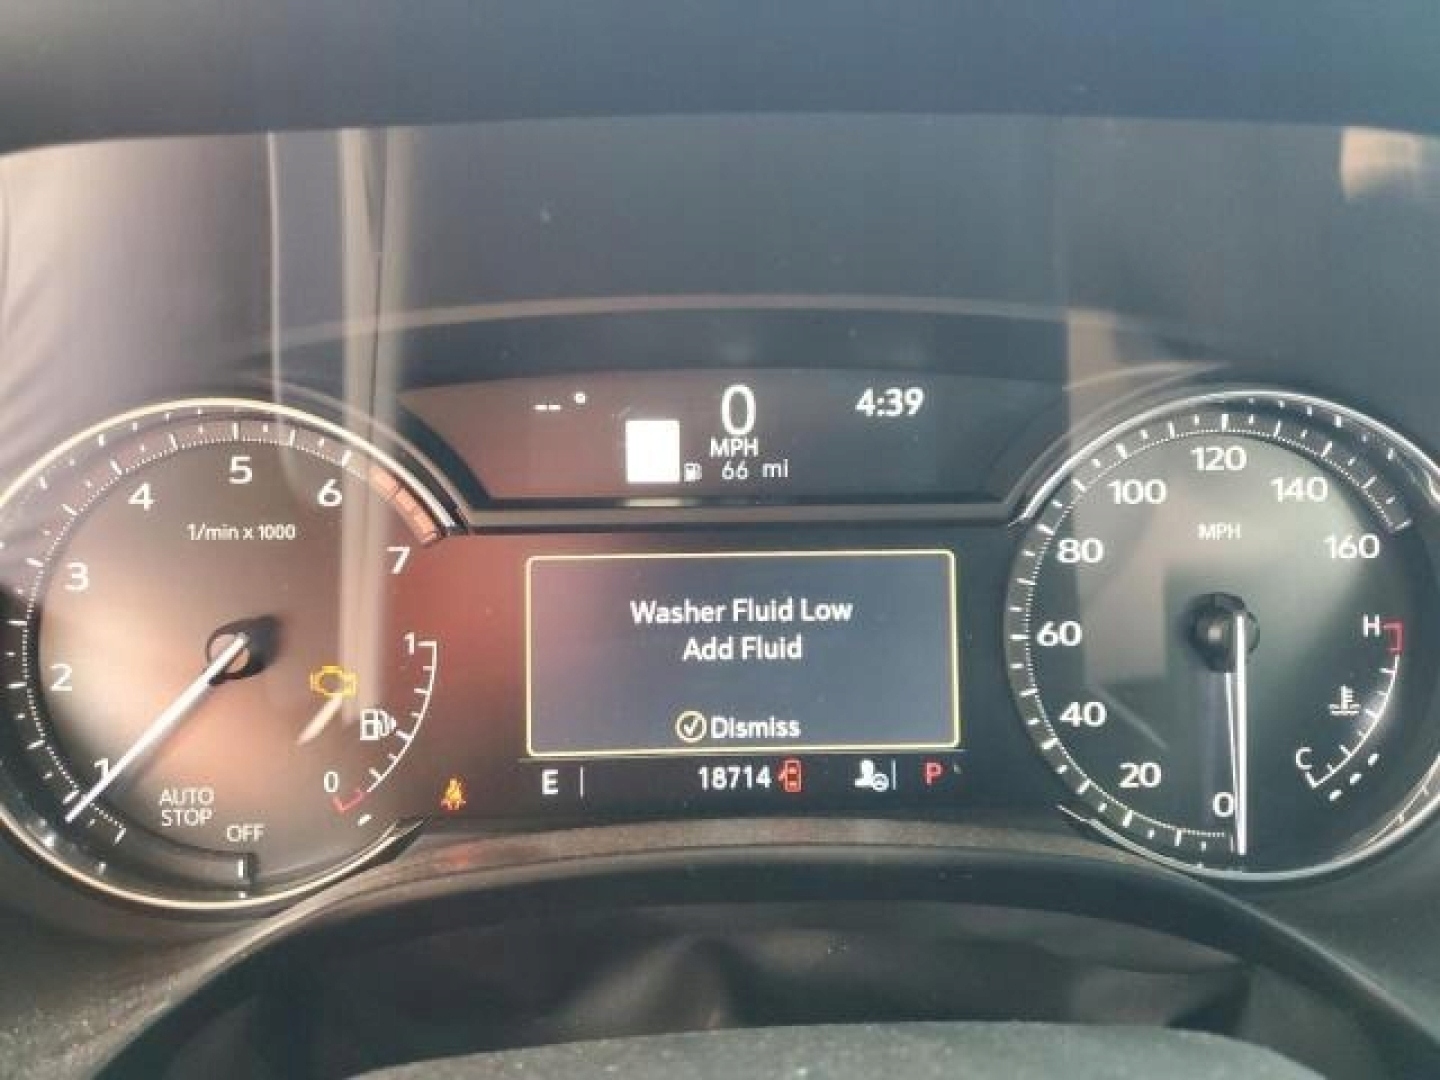 -- °
0
4:39
MPH
66 mi
1
2
3
4
5
6
7
1/min x 1000
AUTO
STOP
OFF
1
0
Washer Fluid Low
Add Fluid
Dismiss
E
18714
P
0
20
40
60
80
100
120
140
160
MPH
H
C